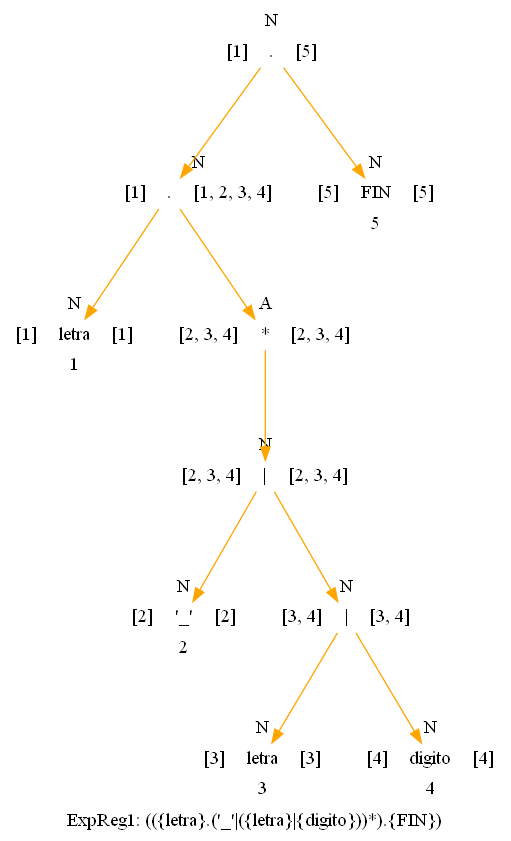 N
[1] . [5]
N N
[1] . [1, 2, 3, 4] [5] FIN [5]
5
N A
[1] letra [1] [2, 3, 4] * [2, 3, 4]
1
N
[2, 3, 4] | [2, 3, 4]
N N
[2] '_' [2] [3, 4] | [3, 4]
2
N N
[3] letra [3] [4] digito [4]
3 4
ExpReg1: (({letra}.('_'|({letra}|{digito}))*).{FIN})